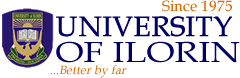 Since 1975
UNIVERSITY
OF ILORIN
...Better by far